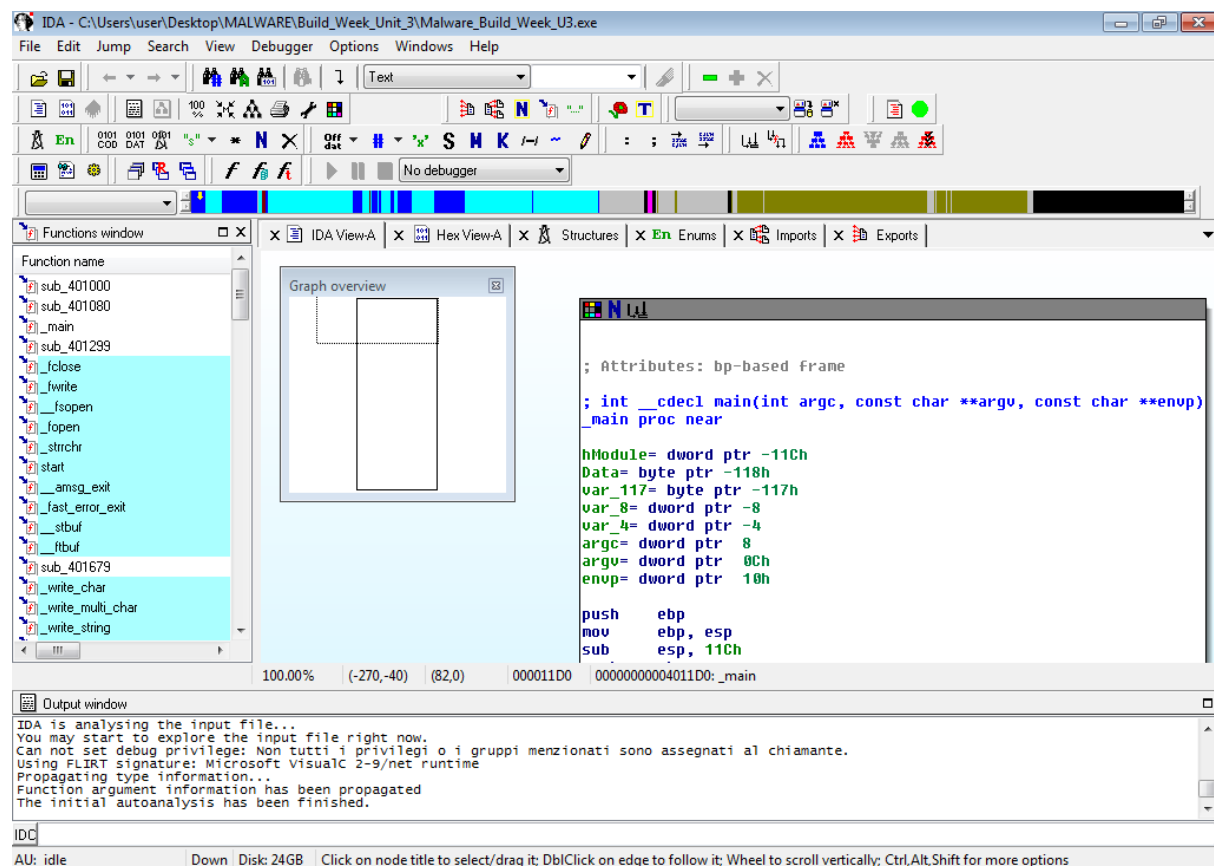 IDA - C:\Users\user\Desktop\MALWARE\Build_Week_Unit_3\Malware_Build_Week_U3.exe
File Edit Jump Search View Debugger Options Windows Help
Text
No debugger
Functions window
IDA View-A
Hex View-A
Structures
En Enums
Imports
Exports
Function name
sub_401000
sub_401080
_main
sub_401299
_fclose
_fwrite
__fsopen
_fopen
_strrchr
start
__amsg_exit
_fast_error_exit
__stbuf
__ftbuf
sub_401679
_write_char
_write_multi_char
_write_string
Graph overview
; Attributes: bp-based frame
; int __cdecl main(int argc, const char **argv, const char **envp)
_main proc near
hModule= dword ptr -11Ch
Data= byte ptr -118h
var_117= byte ptr -117h
var_8= dword ptr -8
var_4= dword ptr -4
argc= dword ptr 8
argv= dword ptr 0Ch
envp= dword ptr 10h
push ebp
mov ebp, esp
sub esp, 11Ch
100.00% (-270,-40) (82,0) 000011D0 00000000004011D0: _main
Output window
IDA is analysing the input file...
You may start to explore the input file right now.
Can not set debug privilege: Non tutti i privilegi o i gruppi menzionati sono assegnati al chiamante.
Using FLIRT signature: Microsoft VisualC 2-9/net runtime
Propagating type information...
Function argument information has been propagated
The initial autoanalysis has been finished.
IDC
AU: idle Down Disk: 24GB Click on node title to select/drag it; DblClick on edge to follow it; Wheel to scroll vertically; Ctrl,Alt,Shift for more options